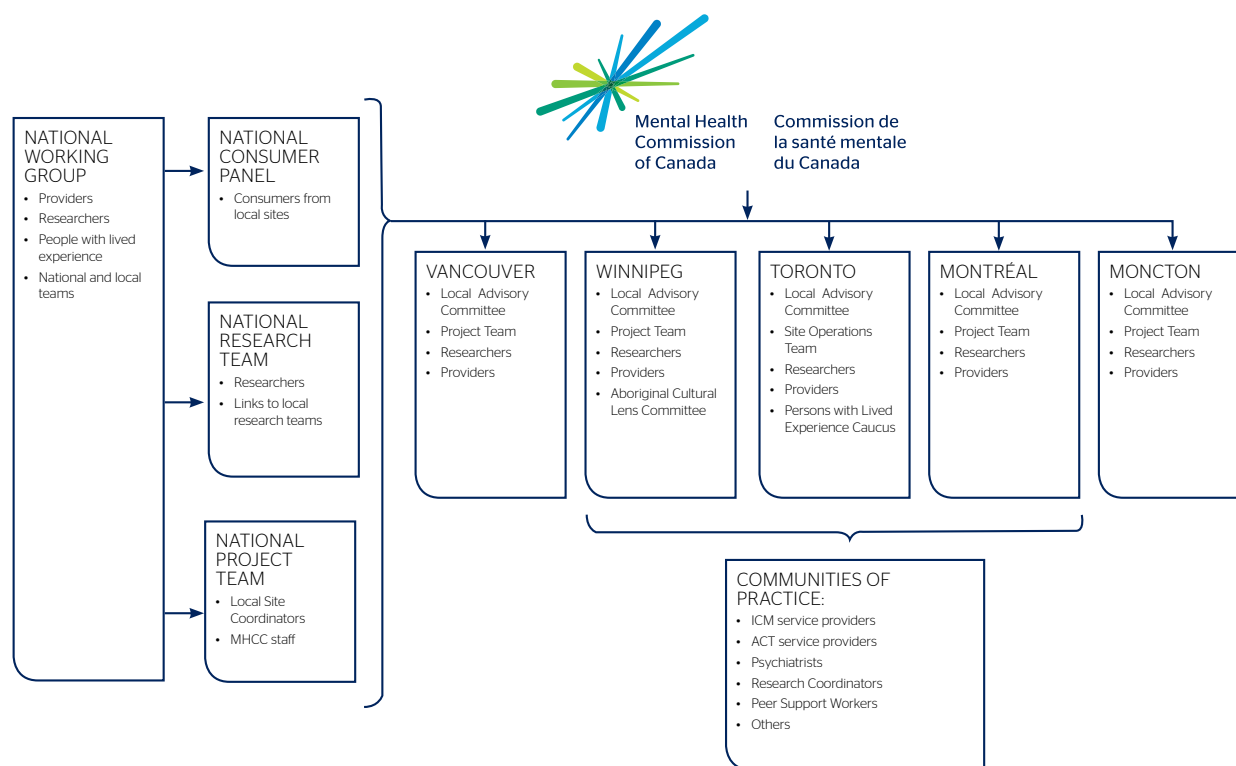 Mental Health
Commission
of Canada
Commission de
la santé mentale
du Canada
NATIONAL
WORKING
GROUP
• Providers
• Researchers
• People with lived
experience
• National and local
teams
NATIONAL
CONSUMER
PANEL
• Consumers from
local sites
NATIONAL
RESEARCH
TEAM
• Researchers
• Links to local
research teams
NATIONAL
PROJECT
TEAM
• Local Site
Coordinators
• MHCC staff
VANCOUVER
• Local Advisory
Committee
• Project Team
• Researchers
• Providers
WINNIPEG
• Local Advisory
Committee
• Project Team
• Researchers
• Providers
• Aboriginal Cultural
Lens Committee
TORONTO
• Local Advisory
Committee
• Site Operations
Team
• Researchers
• Providers
• Persons with Lived
Experience Caucus
MONTRÉAL
• Local Advisory
Committee
• Project Team
• Researchers
• Providers
MONCTON
• Local Advisory
Committee
• Project Team
• Researchers
• Providers
COMMUNITIES OF
PRACTICE:
• ICM service providers
• ACT service providers
• Psychiatrists
• Research Coordinators
• Peer Support Workers
• Others